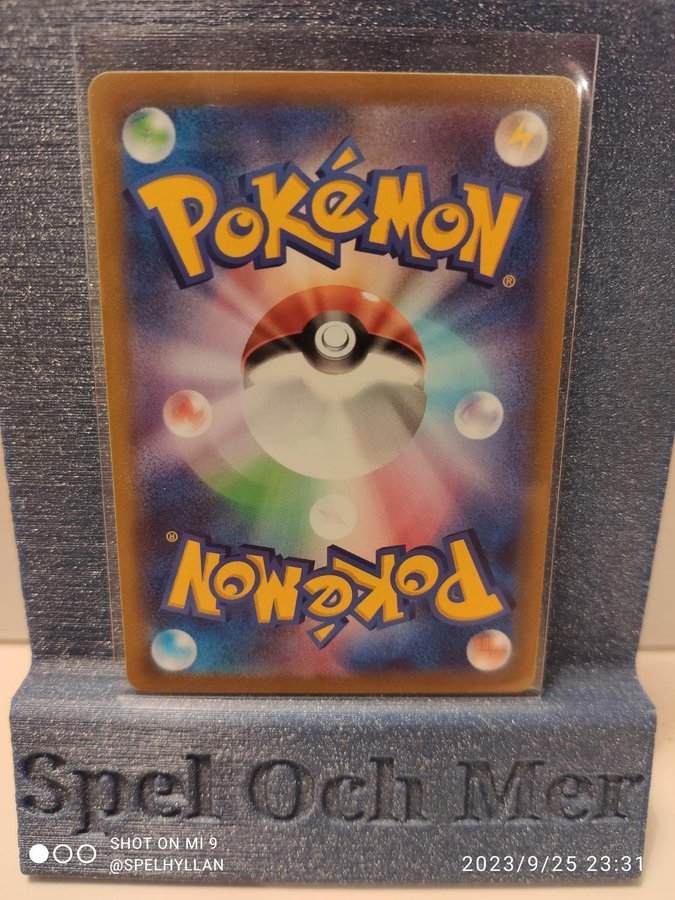 POKéMON
®
®
POKéMON
Spel Och Mer
SHOT ON MI 9
@SPELHYLLAN
2023/9/25 23:31